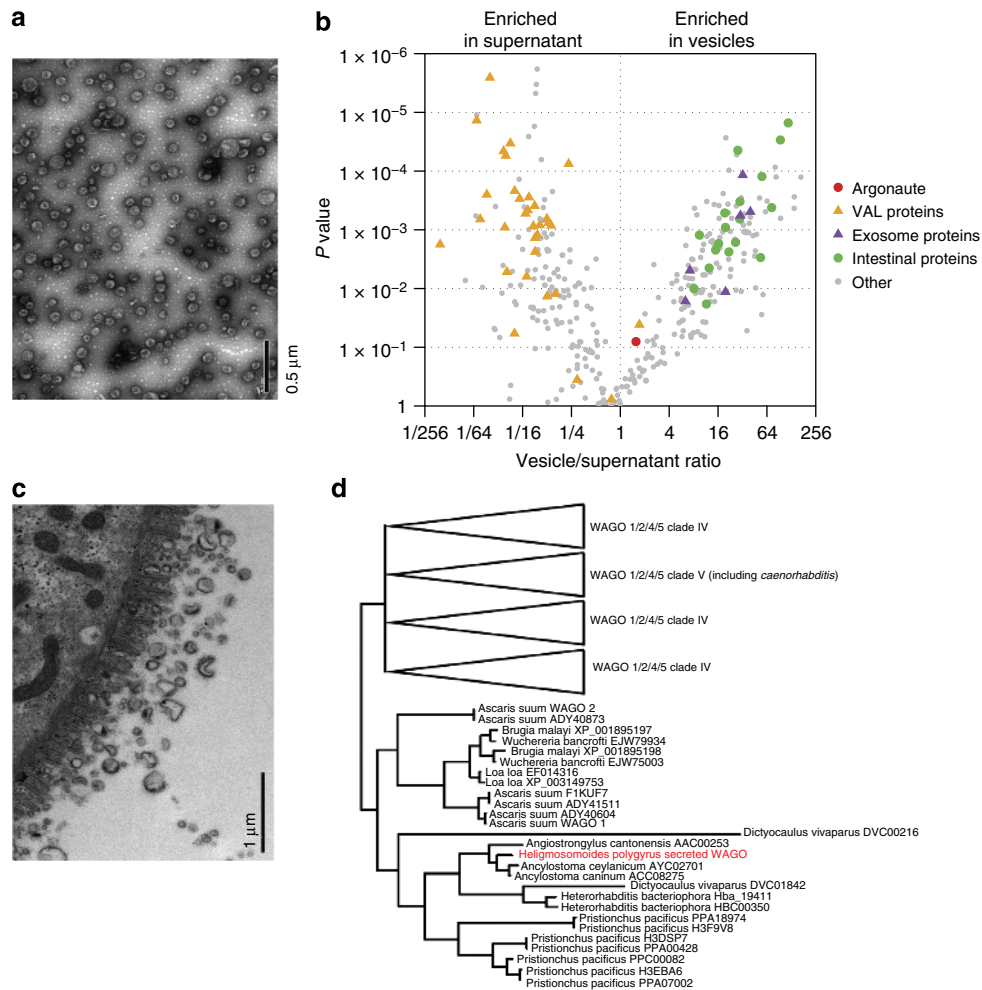 a
0.5 µm
b
Enriched
in supernatant
Enriched
in vesicles
1 × 10⁻⁶
1 × 10⁻⁵
1 × 10⁻⁴
1 × 10⁻³
1 × 10⁻²
1 × 10⁻¹
1
P value
1/256 1/64 1/16 1/4 1 4 16 64 256
Vesicle/supernatant ratio
Argonaute
VAL proteins
Exosome proteins
Intestinal proteins
Other
c
1 µm
d
WAGO 1/2/4/5 clade IV
WAGO 1/2/4/5 clade V (including caenorhabditis)
WAGO 1/2/4/5 clade IV
WAGO 1/2/4/5 clade IV
Ascaris suum WAGO 2
Ascaris suum ADY40873
Brugia malayi XP_001895197
Wuchereria bancrofti EJW79934
Brugia malayi XP_001895198
Wuchereria bancrofti EJW75003
Loa loa EF014316
Loa loa XP_003149753
Ascaris suum F1KUF7
Ascaris suum ADY41511
Ascaris suum ADY40604
Ascaris suum WAGO 1
Dictyocaulus vivaparus DVC00216
Angiostrongylus cantonensis AAC00253
Heligmosomoides polygyrus secreted WAGO
Ancylostoma ceylanicum AYC02701
Ancylostoma caninum ACC08275
Dictyocaulus vivaparus DVC01842
Heterorhabditis bacteriophora Hba_19411
Heterorhabditis bacteriophora HBC00350
Pristionchus pacificus PPA18974
Pristionchus pacificus H3F9V8
Pristionchus pacificus H3DSP7
Pristionchus pacificus PPA00428
Pristionchus pacificus PPC00082
Pristionchus pacificus H3EBA6
Pristionchus pacificus PPA07002